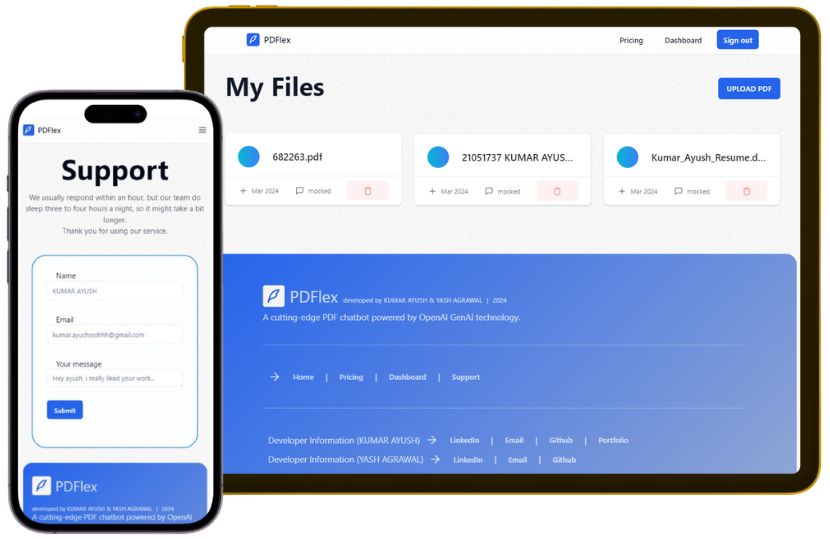 PDFlex
Pricing
Dashboard
Sign out
My Files
UPLOAD PDF
682263.pdf
Mar 2024
mocked
21051737 KUMAR AYUS...
Mar 2024
mocked
Kumar_Ayush_Resume.d...
Mar 2024
mocked
PDFlex developed by KUMAR AYUSH & YASH AGRAWAL | 2024
A cutting-edge PDF chatbot powered by OpenAI GenAI technology.
Home | Pricing | Dashboard | Support
Developer Information (KUMAR AYUSH) → LinkedIn | Email | Github | Portfolio
Developer Information (YASH AGRAWAL) → LinkedIn | Email | Github
PDFlex
Support
We usually respond within an hour, but our team do
sleep three to four hours a night, so it might take a bit
longer.
Thank you for using our service.
Name
KUMAR AYUSH
Email
kumar.ayushssshhh@gmail.com
Your message
Hey ayush, i really liked your work...
Submit
PDFlex
developed by KUMAR AYUSH & YASH AGRAWAL | 2024
A cutting-edge PDF chatbot powered by OpenAI